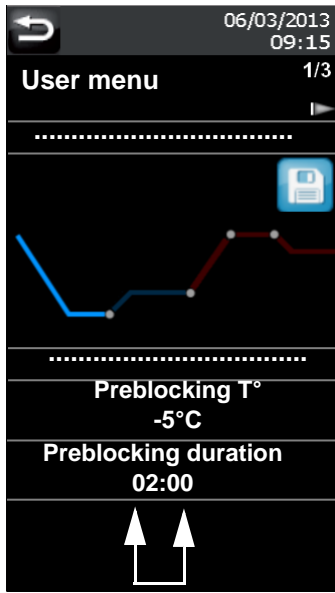 06/03/2013
09:15
User menu
1/3
..................................
..................................
Preblocking T°
-5°C
Preblocking duration
02:00